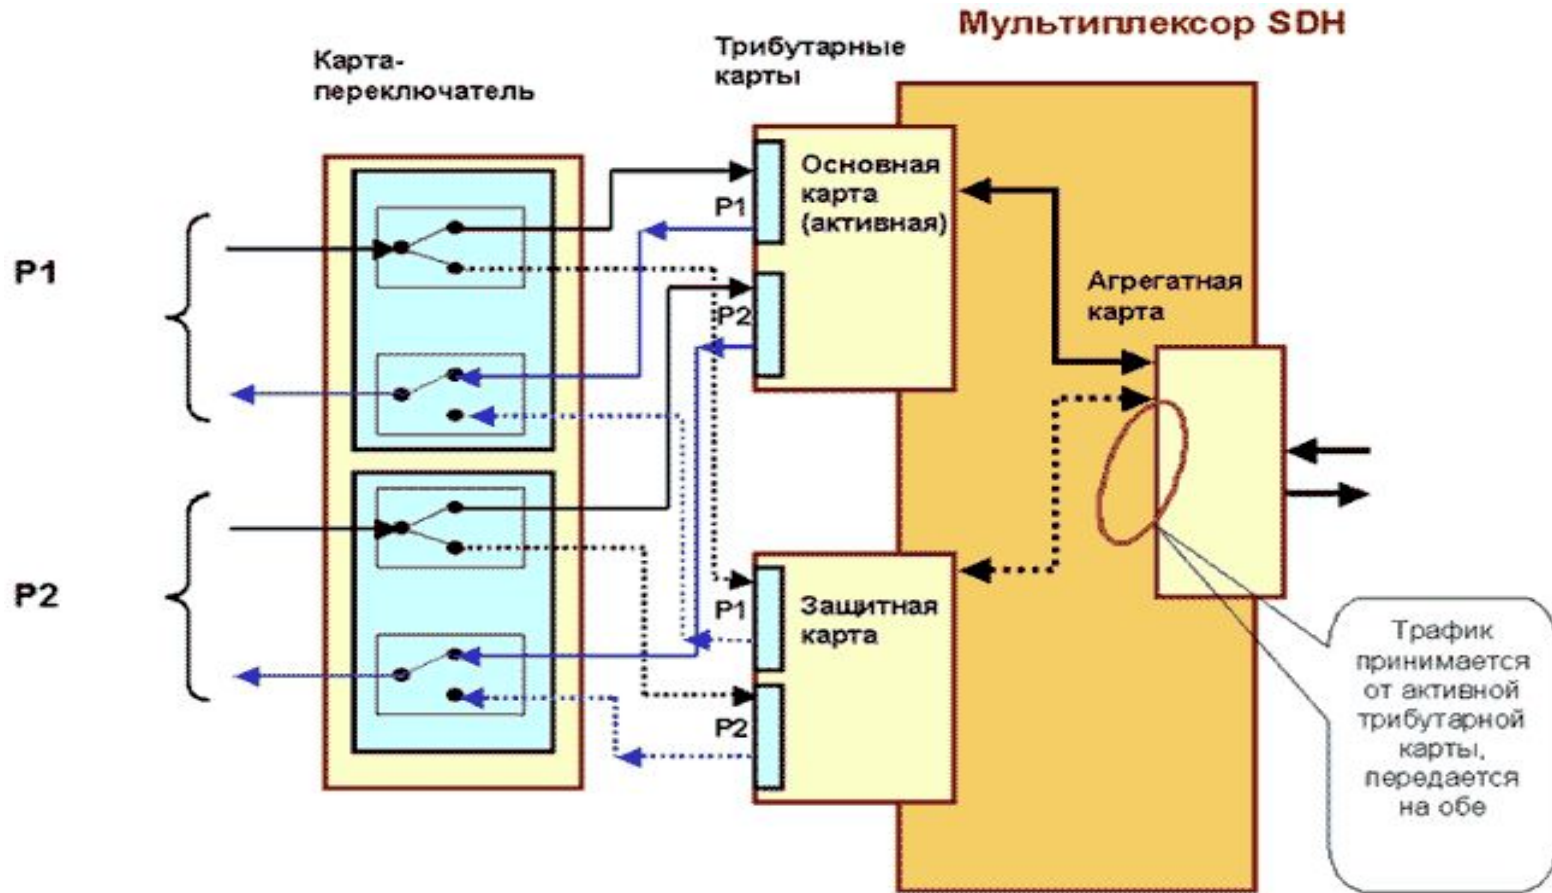 Мультиплексор SDH
Карта-
переключатель
Трибутарные
карты
P1
P2
Основная
карта
(активная)
P1
P2
Агрегатная
карта
Защитная
карта
P1
P2
Трафик
принимается
от активной
трибутарной
карты,
передается
на обе